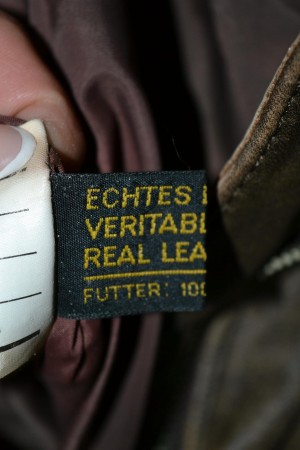 ECHTES
VERITABL
REAL LEA
FUTTER: 100